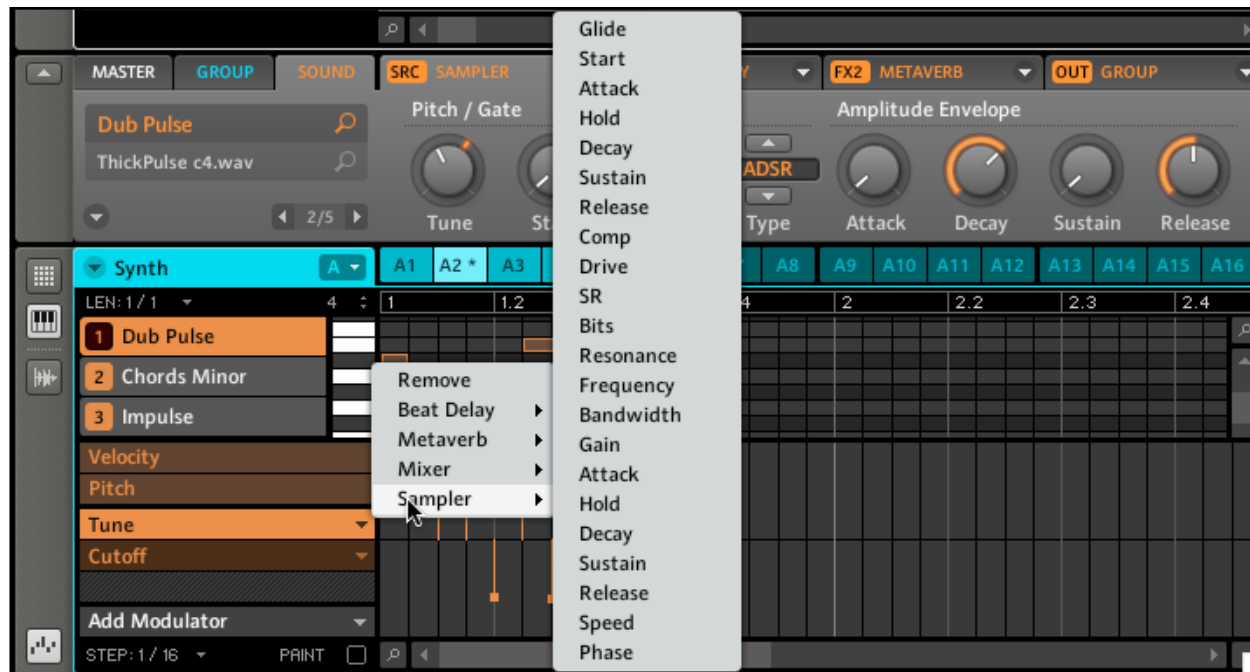 MASTER GROUP SOUND SRC SAMPLER FX2 METAVERB OUT GROUP
Pitch / Gate Amplitude Envelope
Dub Pulse
ThickPulse c4.wav
ADSR
2/5
Tune Type Attack Decay Sustain Release
Synth A A1 A2 * A3 A8 A9 A10 A11 A12 A13 A14 A15 A16
LEN: 1 / 1 4 1 1.2 2 2.2 2.3 2.4
1 Dub Pulse
2 Chords Minor
3 Impulse
Velocity
Pitch
Tune
Cutoff
Add Modulator
STEP: 1 / 16 PAINT
Remove
Beat Delay
Metaverb
Mixer
Sampler
Glide
Start
Attack
Hold
Decay
Sustain
Release
Comp
Drive
SR
Bits
Resonance
Frequency
Bandwidth
Gain
Attack
Hold
Decay
Sustain
Release
Speed
Phase